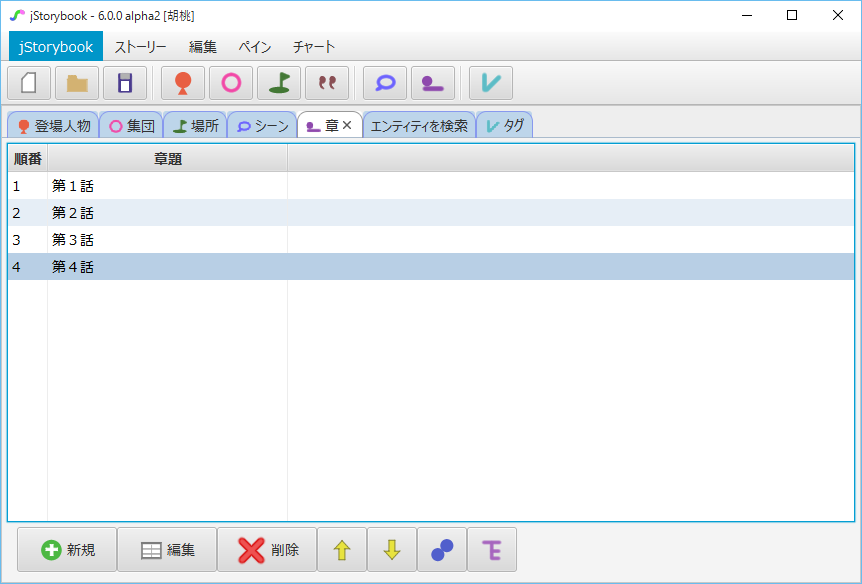 jStorybook - 6.0.0 alpha2 [胡桃]
jStorybook ストーリー 編集 ペイン チャート
登場人物 集団 場所 シーン 章 エンティティを検索 タグ
順番 章題
1 第１話
2 第２話
3 第３話
4 第４話
新規 編集 削除